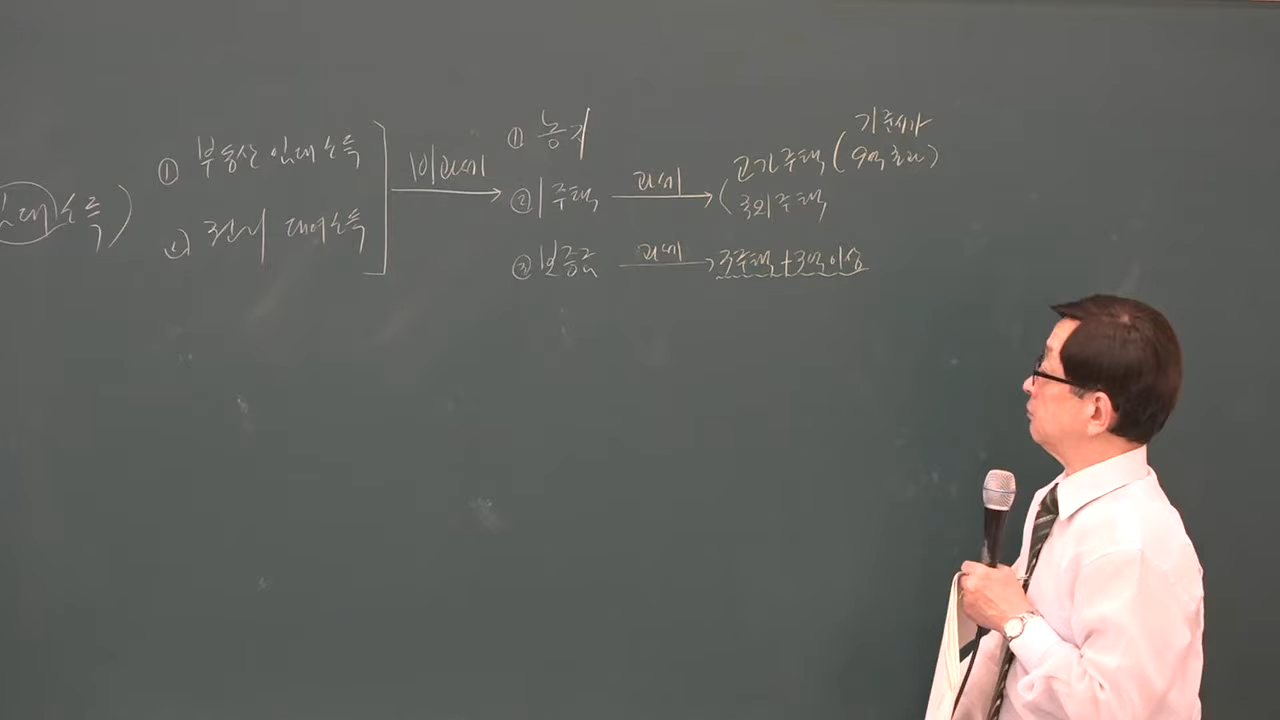 임대소득)
① 부동산 임대소득
② 권리 대여소득
비과세
① 농지
② 1주택 과세 ( 고가주택 (기준시가 9억 초과)
국외주택
③ 보증금 과세 3주택 + 3억이상